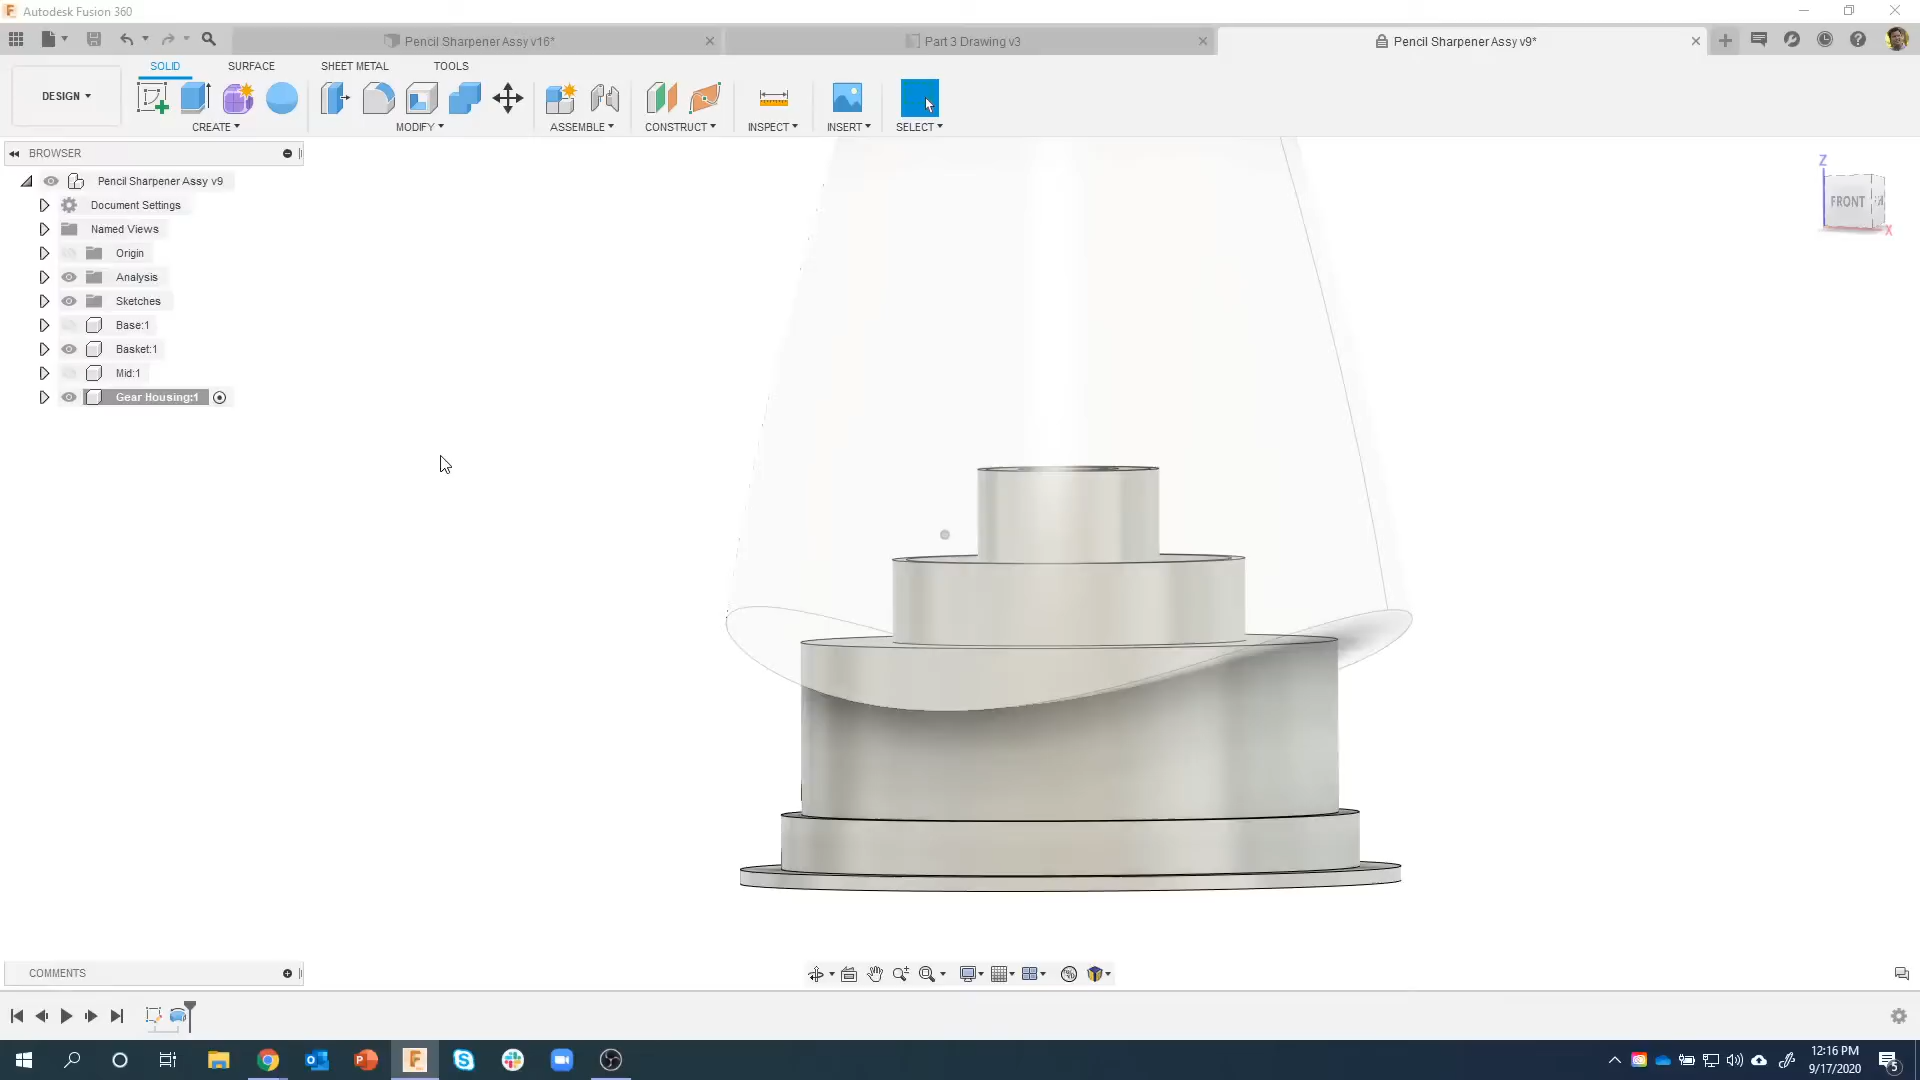 Autodesk Fusion 360
Pencil Sharpener Assy v16*
Part 3 Drawing v3
Pencil Sharpener Assy v9*
DESIGN
SOLID
SURFACE
SHEET METAL
TOOLS
CREATE
MODIFY
ASSEMBLE
CONSTRUCT
INSPECT
INSERT
SELECT
BROWSER
Pencil Sharpener Assy v9
Document Settings
Named Views
Origin
Analysis
Sketches
Base:1
Basket:1
Mid:1
Gear Housing:1
Z
FRONT
X
COMMENTS
12:16 PM
9/17/2020
5